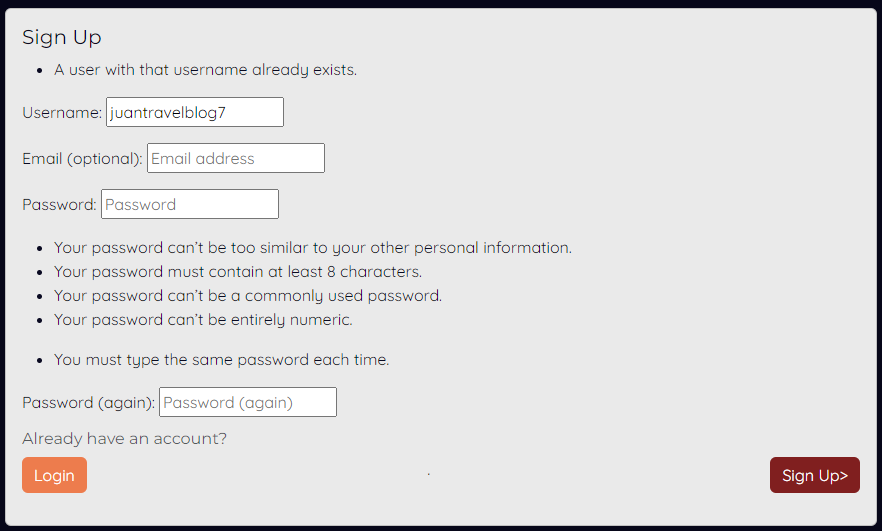 Sign Up
• A user with that username already exists.
Username: juantravelblog7
Email (optional): Email address
Password: Password
• Your password can't be too similar to your other personal information.
• Your password must contain at least 8 characters.
• Your password can't be a commonly used password.
• Your password can't be entirely numeric.
• You must type the same password each time.
Password (again): Password (again)
Already have an account?
Login . Sign Up>